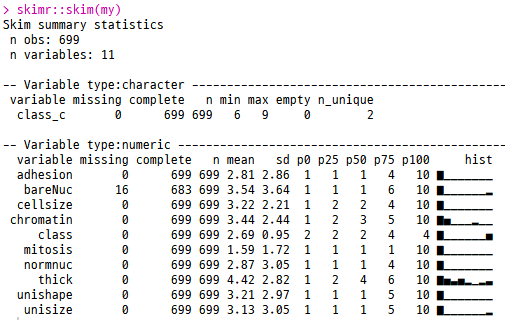 > skimr::skim(my)
Skim summary statistics
n obs: 699
n variables: 11
-- Variable type:character ----------------------------------------
variable missing complete n min max empty n_unique
class_c 0 699 699 6 9 0 2
-- Variable type:numeric ------------------------------------------
variable missing complete n mean sd p0 p25 p50 p75 p100 hist
adhesion 0 699 699 2.81 2.86 1 1 1 4 10
bareNuc 16 683 699 3.54 3.64 1 1 1 6 10
cellsize 0 699 699 3.22 2.21 1 2 2 4 10
chromatin 0 699 699 3.44 2.44 1 2 3 5 10
class 0 699 699 2.69 0.95 2 2 2 4 4
mitosis 0 699 699 1.59 1.72 1 1 1 1 10
normnuc 0 699 699 2.87 3.05 1 1 1 4 10
thick 0 699 699 4.42 2.82 1 2 4 6 10
unishape 0 699 699 3.21 2.97 1 1 1 5 10
unisize 0 699 699 3.13 3.05 1 1 1 5 10